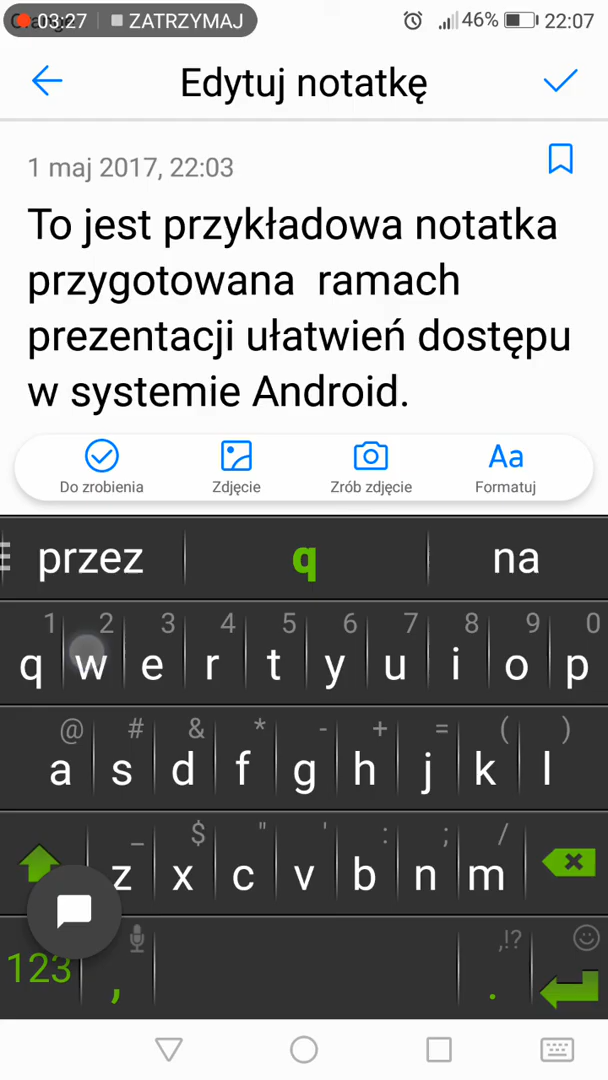 03:27 ZATRZYMAJ 46% 22:07
Edytuj notatkę
1 maj 2017, 22:03
To jest przykładowa notatka
przygotowana  ramach
prezentacji ułatwień dostępu
w systemie Android.
Do zrobienia Zdjęcie Zrób zdjęcie Aa Formatuj
przez q na
1 2 3 4 5 6 7 8 9 0
q w e r t y u i o p
@ # & * - + = ( )
a s d f g h j k l
_ $ " ' : ; /
z x c v b n m
,!?
123 , .